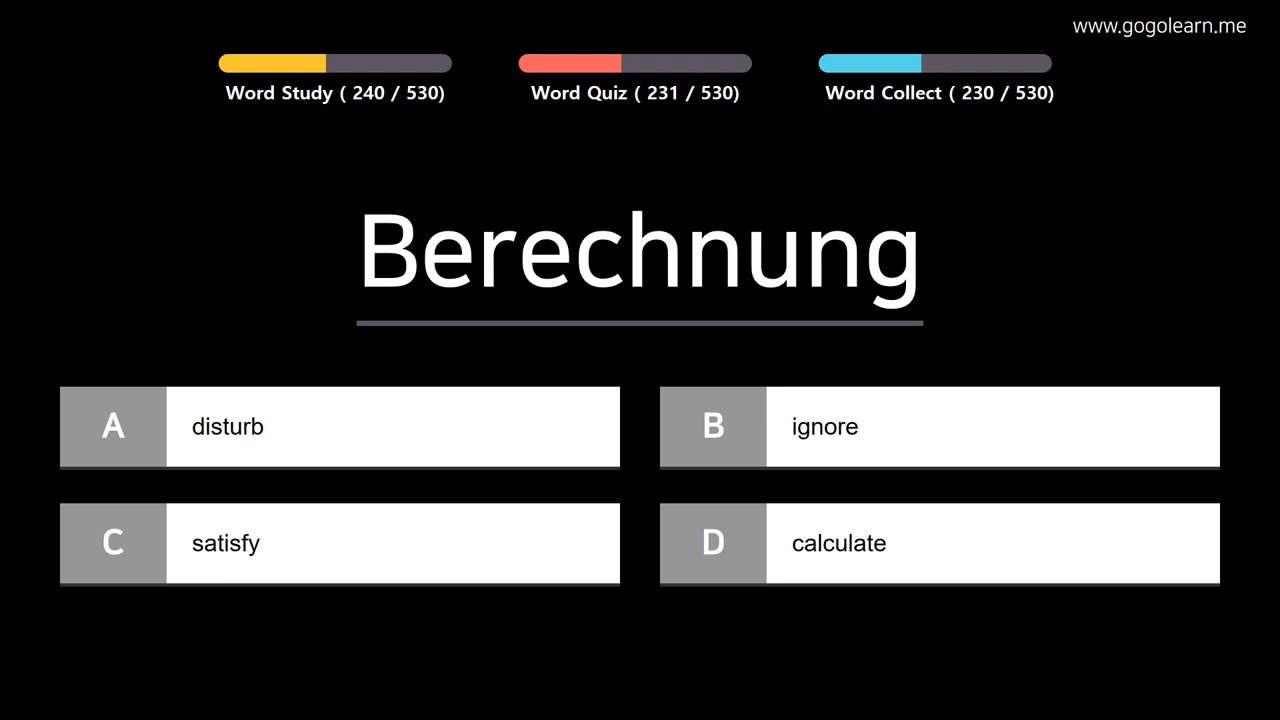 www.gogolearn.me
Word Study ( 240 / 530)
Word Quiz ( 231 / 530)
Word Collect ( 230 / 530)
Berechnung
A disturb
B ignore
C satisfy
D calculate